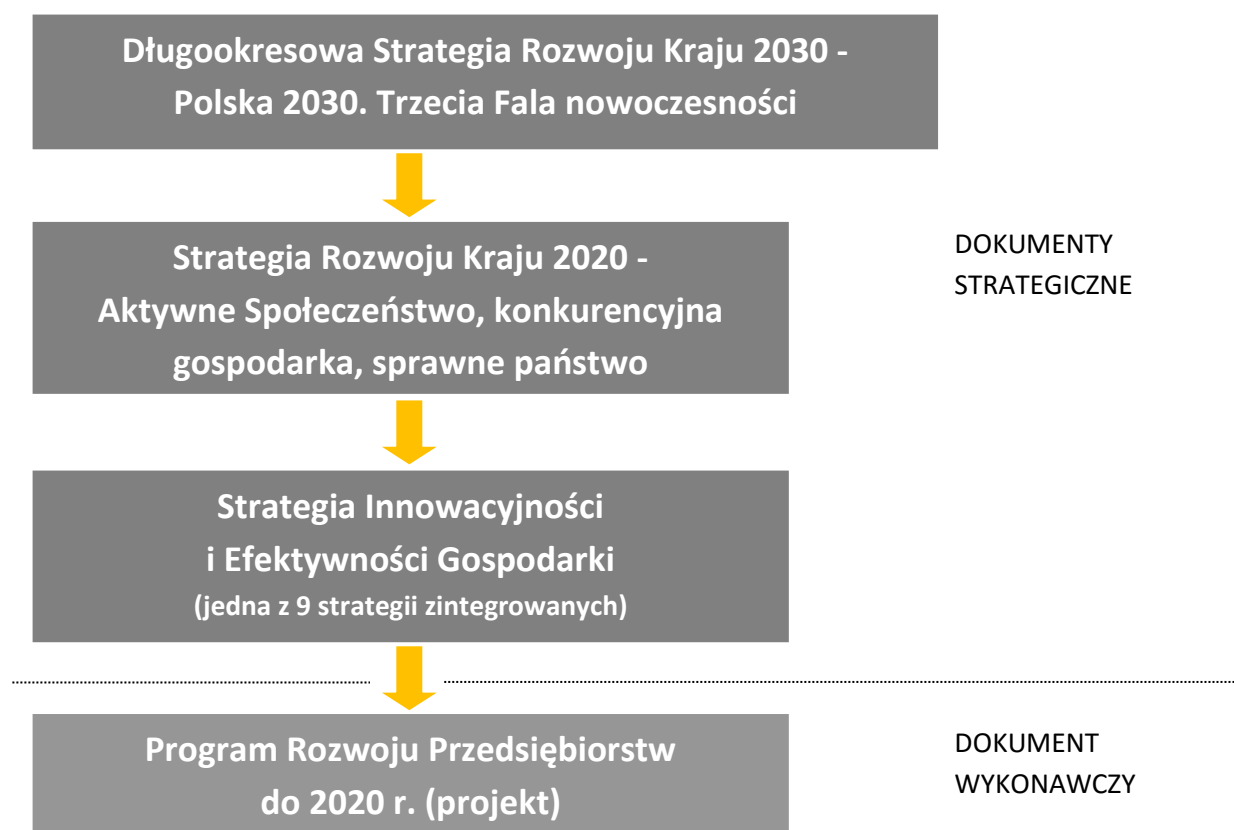 Długookresowa Strategia Rozwoju Kraju 2030 -
Polska 2030. Trzecia Fala nowoczesności
Strategia Rozwoju Kraju 2020 -
Aktywne Społeczeństwo, konkurencyjna
gospodarka, sprawne państwo
DOKUMENTY
STRATEGICZNE
Strategia Innowacyjności
i Efektywności Gospodarki
(jedna z 9 strategii zintegrowanych)
Program Rozwoju Przedsiębiorstw
do 2020 r. (projekt)
DOKUMENT
WYKONAWCZY